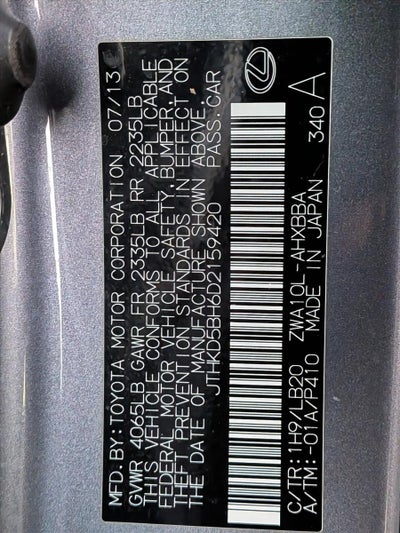 MFD.BY:TOYOTA MOTOR CORPORATION 07/13
GVWR 4065LB GAWR FR 2335LB RR 2235LB
THIS VEHICLE CONFORMS TO ALL APPLICABLE
FEDERAL MOTOR VEHICLE SAFETY, BUMPER, AND
THEFT PREVENTION STANDARDS IN EFFECT ON
THE DATE OF MANUFACTURE SHOWN ABOVE.
JTHKD5BH6D2159420 PASS.CAR
C/TR:1H9/LB20 ZWA10L-AHXBBA
A/TM:-01A/P410 MADE IN JAPAN 340 A